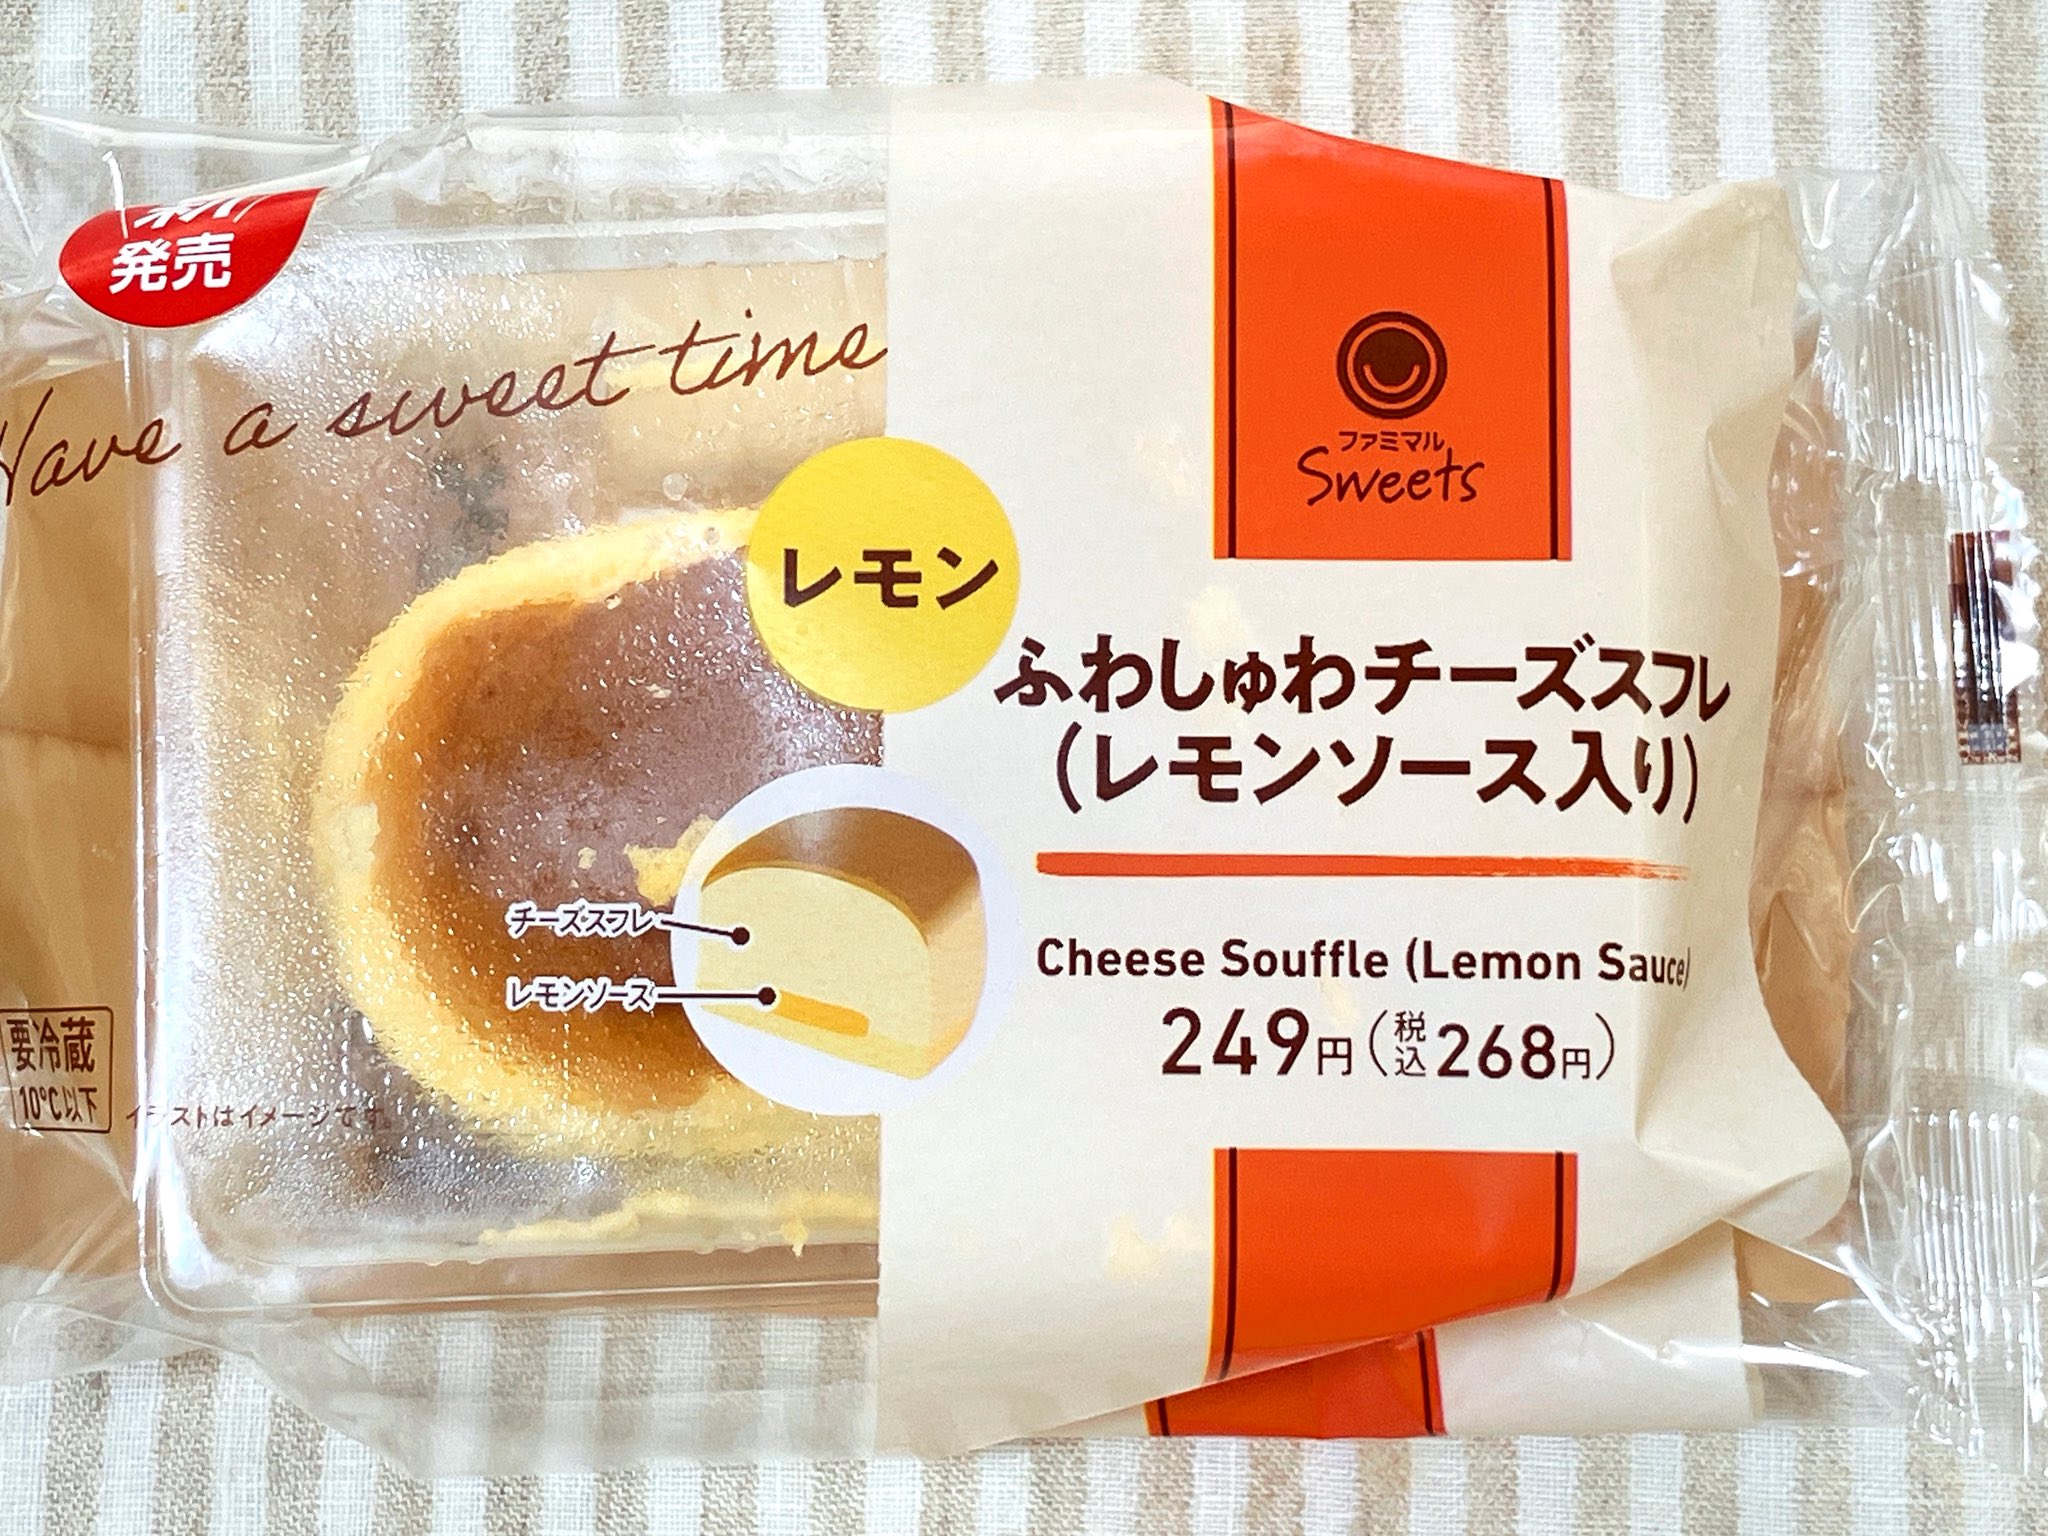 新
発売
Have a sweet time
ファミマル
Sweets
レモン
ふわしゅわチーズスフレ
(レモンソース入り)
チーズスフレ
レモンソース
Cheese Souffle (Lemon Sauce)
249円(税込268円)
要冷蔵
10℃以下
イラストはイメージです。